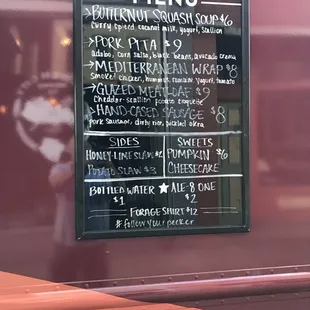 MENU
→BUTTERNUT SQUASH SOUP $6
curry spiced coconut milk, yogurt, scallion
→PORK PITA $9
adobo, corn salsa, black beans, avocado crema
→MEDITERRANEAN WRAP $8
smokey chicken, hummus, yogurt, tomato
→GLAZED MEATLOAF $9
cheddar-scallion potato croquette
→HAND-CASED SAUSAGE $8
pork sausage, dirty rice, pickled okra
SIDES
SWEETS
HONEY-LIME SLAW $2
PUMPKIN $6
POTATO SLAW $3
CHEESECAKE
BOTTLED WATER ★ ALE-8 ONE
$1
$2
FORAGE SHIRT $12
#followyourpecker